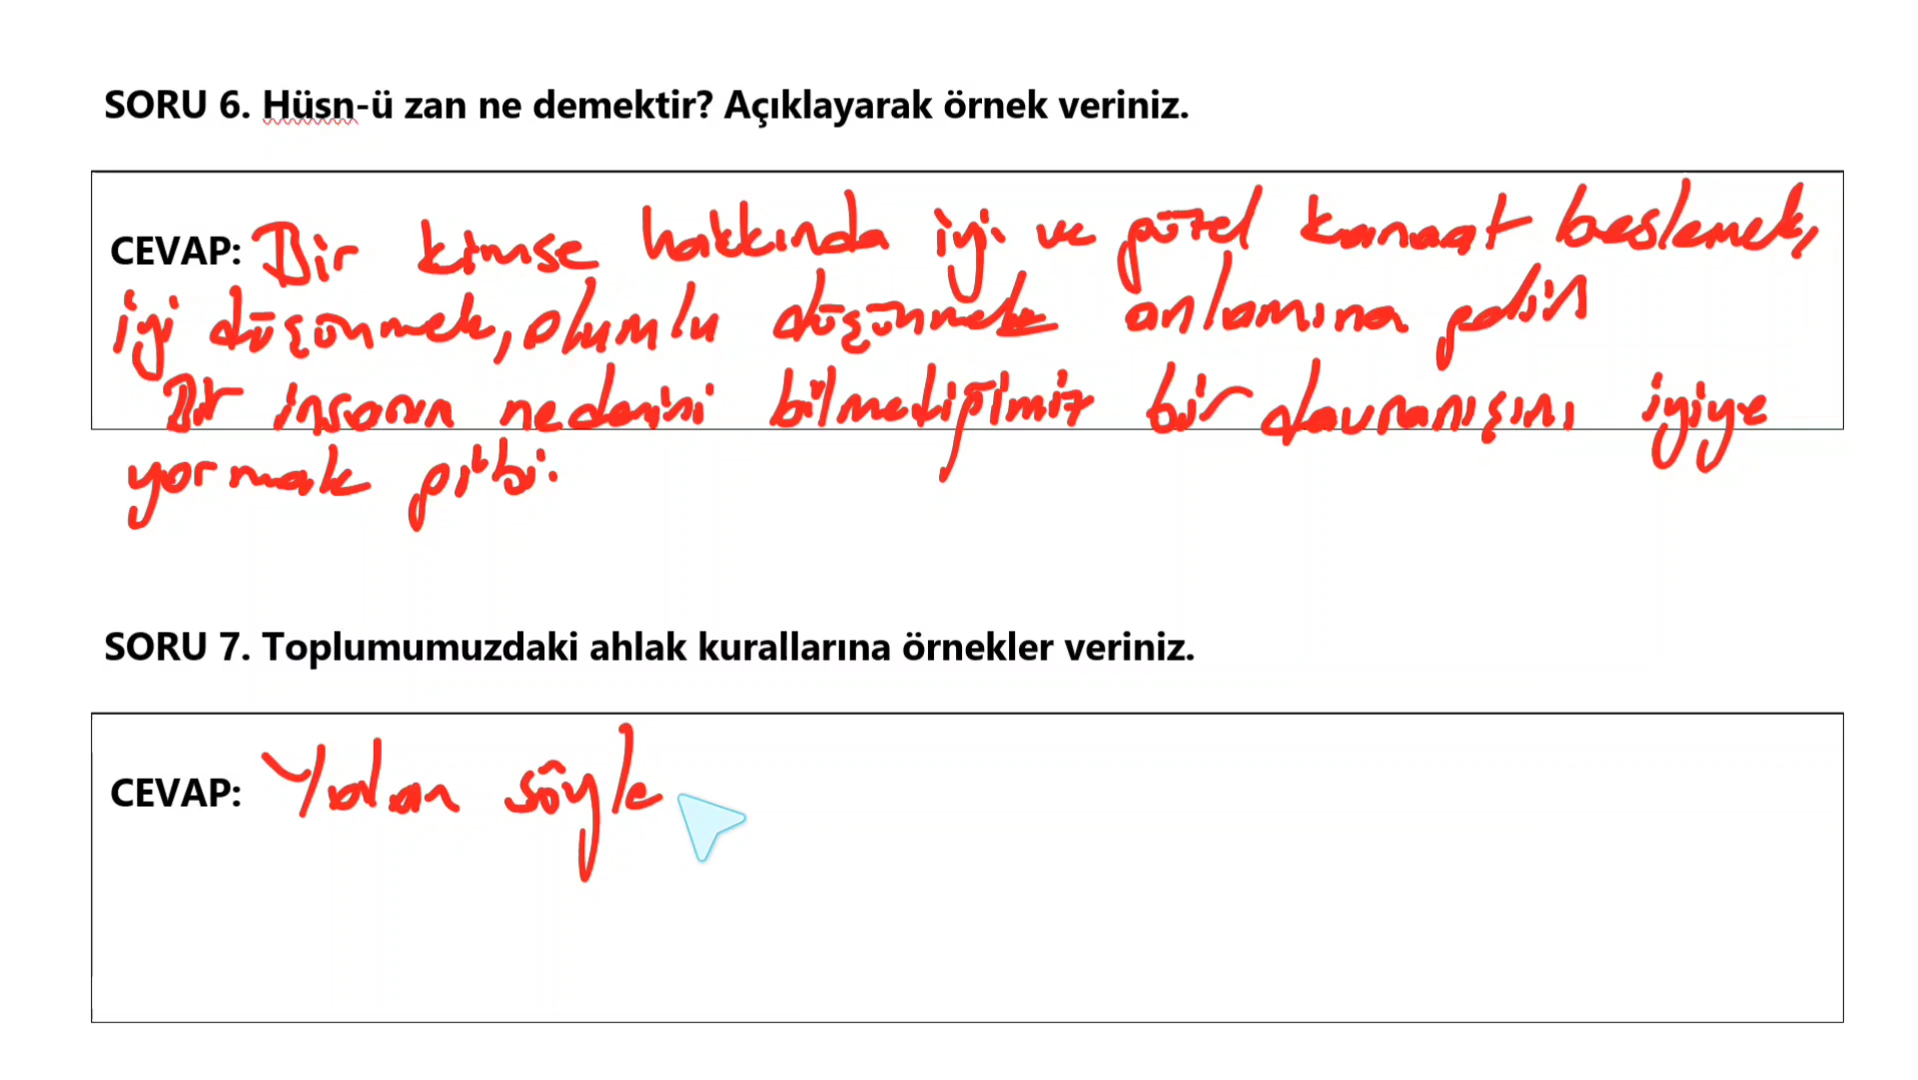 SORU 6. Hüsn-ü zan ne demektir? Açıklayarak örnek veriniz.
CEVAP: Bir kimse hakkında iyi ve güzel kanaat beslemek,
iyi düşünmek, olumlu düşünmek anlamına gelir.
Bir insanın nedenini bilmediğimiz bir davranışını iyiye
yormak gibi.
SORU 7. Toplumumuzdaki ahlak kurallarına örnekler veriniz.
CEVAP: Yalan söyle